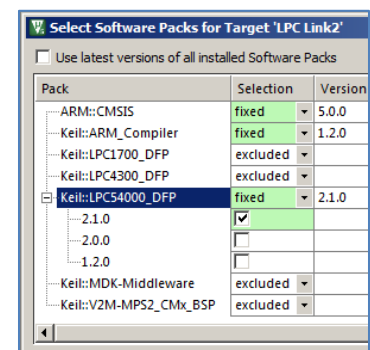 Select Software Packs for Target 'LPC Link2'
Use latest versions of all installed Software Packs
Pack Selection Version
ARM::CMSIS fixed 5.0.0
Keil::ARM_Compiler fixed 1.2.0
Keil::LPC1700_DFP excluded
Keil::LPC4300_DFP excluded
Keil::LPC54000_DFP fixed 2.1.0
2.1.0
2.0.0
1.2.0
Keil::MDK-Middleware excluded
Keil::V2M-MPS2_CMx_BSP excluded